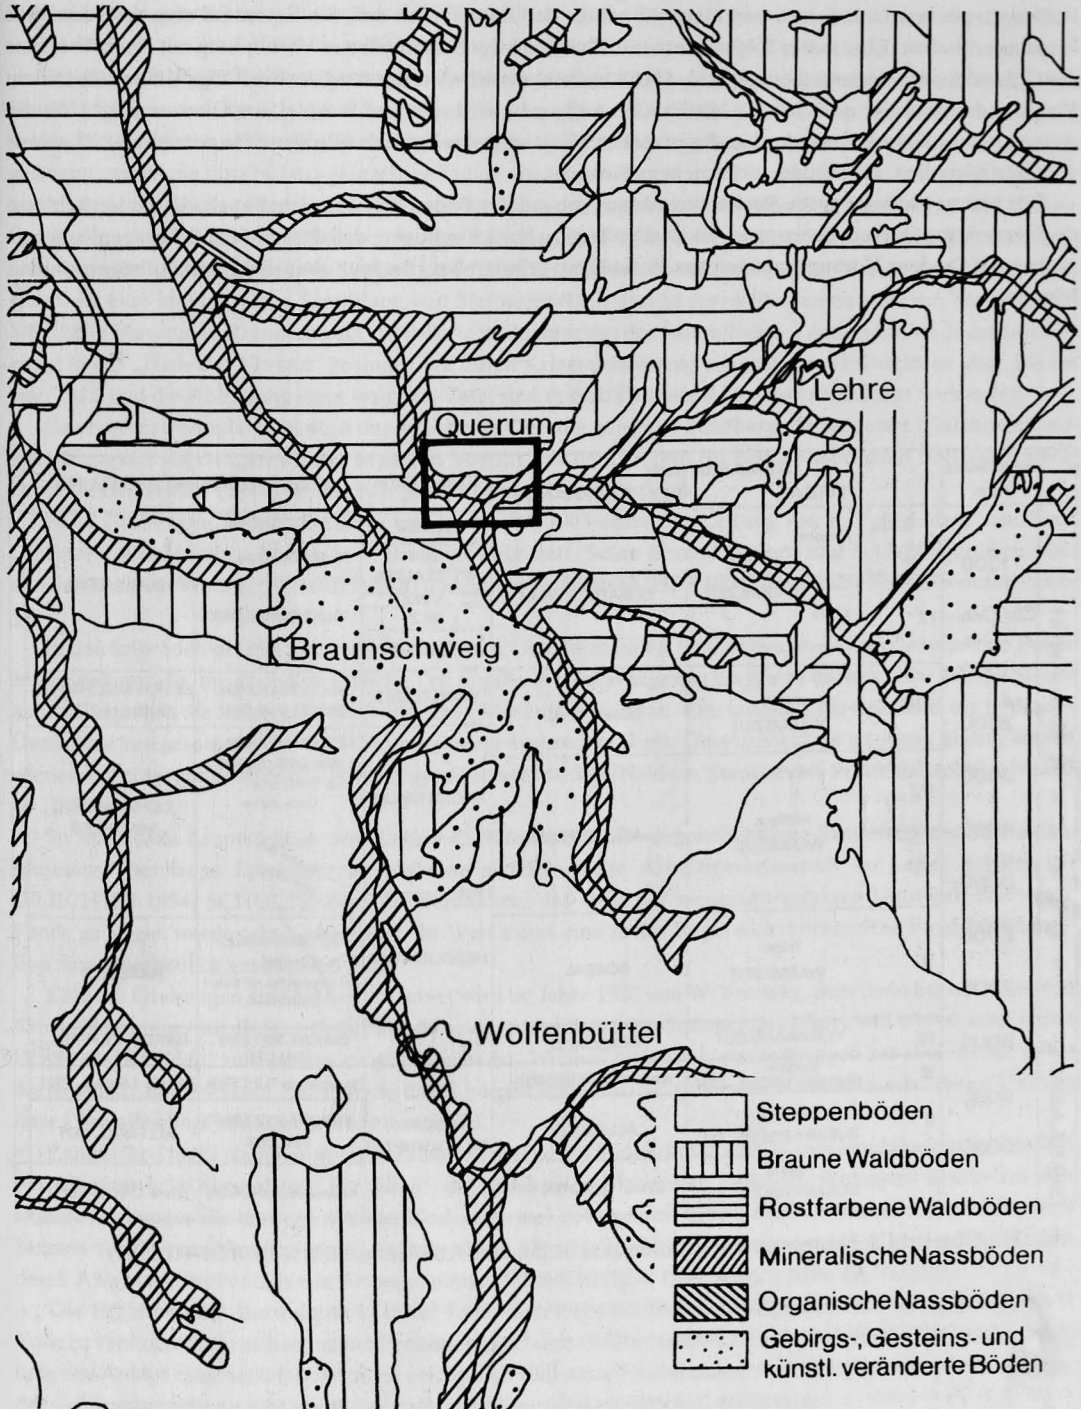 Lehre
Querum
Braunschweig
Wolfenbüttel
Steppenböden
Braune Waldböden
Rostfarbene Waldböden
Mineralische Nassböden
Organische Nassböden
Gebirgs-, Gesteins- und
künstl. veränderte Böden